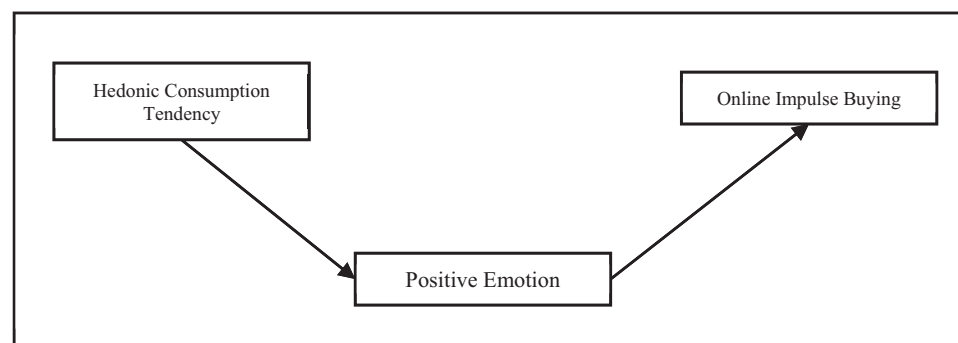 Hedonic Consumption
Tendency
Online Impulse Buying
Positive Emotion